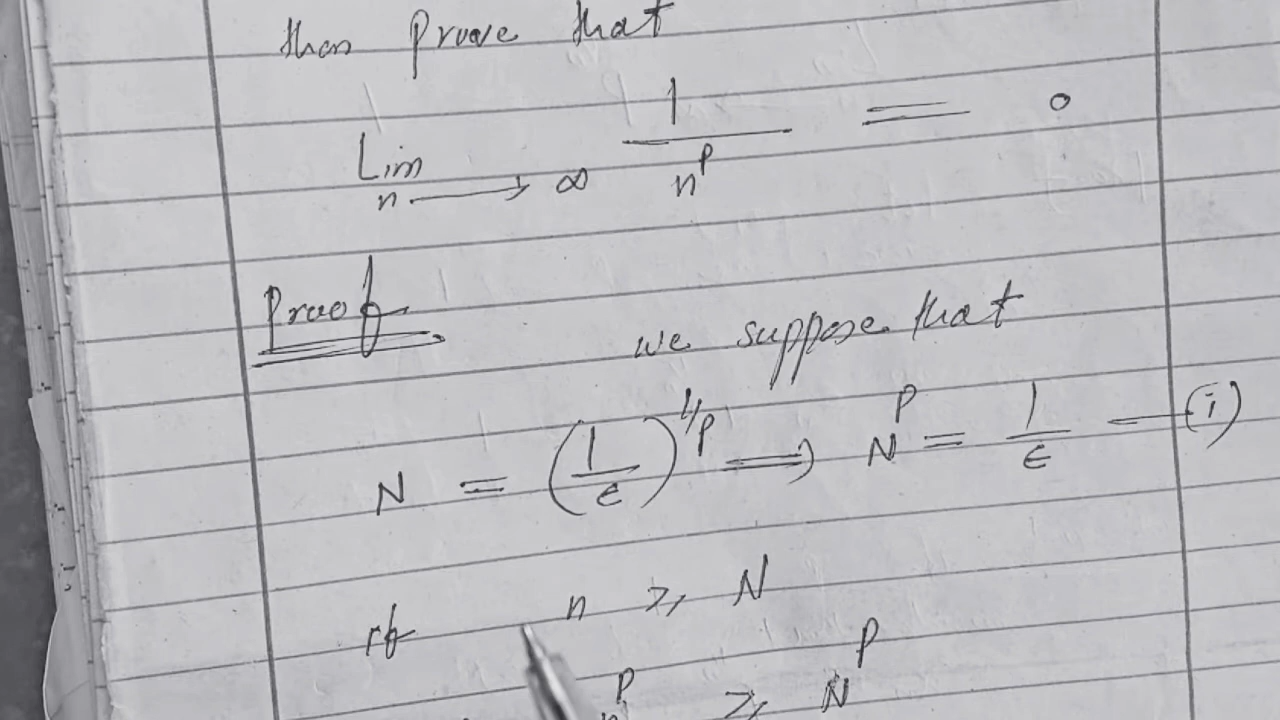 then Prove that
Lim n → ∞ 1/n^p = 0
Proof
we suppose that
N = (1/ε)^1/p ⟹ N^p = 1/ε — (i)
if n ≥ N
n^p ≥ N^p